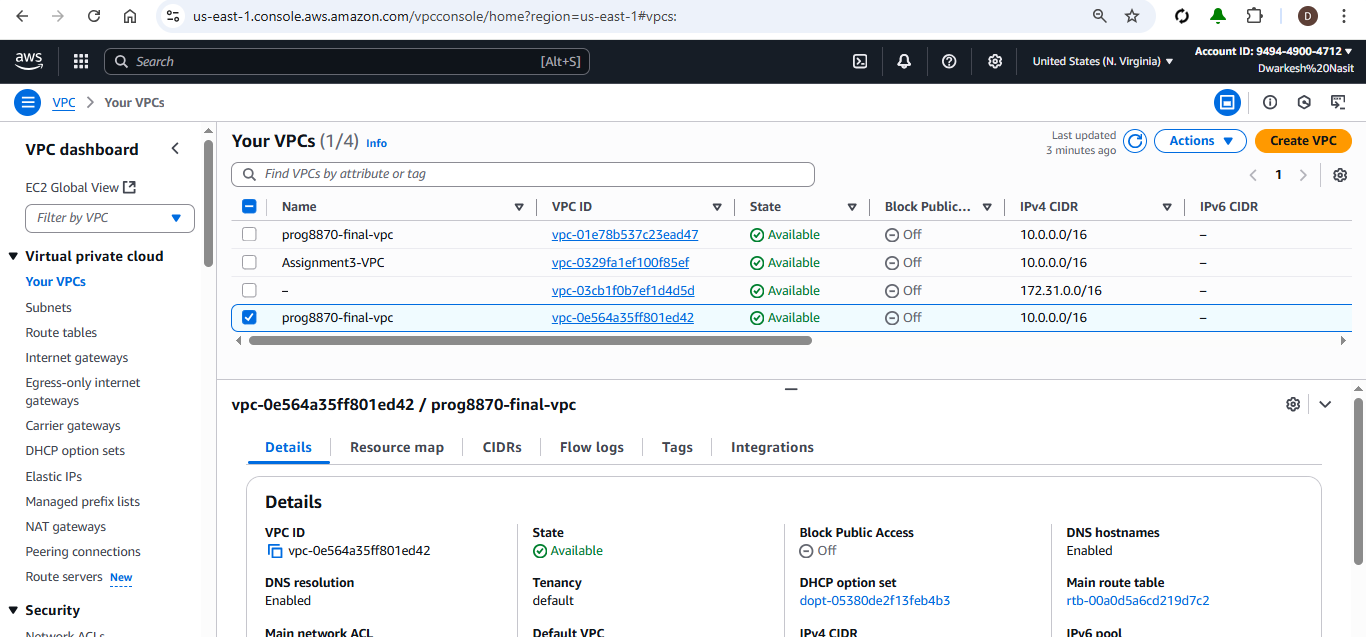 us-east-1.console.aws.amazon.com/vpcconsole/home?region=us-east-1#vpcs:
D
aws
Search
[Alt+S]
United States (N. Virginia)
Account ID: 9494-4900-4712
Dwarkesh%20Nasit
VPC
Your VPCs
VPC dashboard
EC2 Global View
Filter by VPC
Virtual private cloud
Your VPCs
Subnets
Route tables
Internet gateways
Egress-only internet
gateways
Carrier gateways
DHCP option sets
Elastic IPs
Managed prefix lists
NAT gateways
Peering connections
Route servers New
Security
Network ACLs
Your VPCs (1/4) Info
Last updated
3 minutes ago
Actions
Create VPC
Find VPCs by attribute or tag
1
Name VPC ID State Block Public... IPv4 CIDR IPv6 CIDR
prog8870-final-vpc vpc-01e78b537c23ead47 Available Off 10.0.0.0/16 –
Assignment3-VPC vpc-0329fa1ef100f85ef Available Off 10.0.0.0/16 –
– vpc-03cb1f0b7ef1d4d5d Available Off 172.31.0.0/16 –
prog8870-final-vpc vpc-0e564a35ff801ed42 Available Off 10.0.0.0/16 –
vpc-0e564a35ff801ed42 / prog8870-final-vpc
Details Resource map CIDRs Flow logs Tags Integrations
Details
VPC ID
vpc-0e564a35ff801ed42
State
Available
Block Public Access
Off
DNS hostnames
Enabled
DNS resolution
Enabled
Tenancy
default
DHCP option set
dopt-05380de2f13feb4b3
Main route table
rtb-00a0d5a6cd219d7c2
Main network ACL
Default VPC
IPv4 CIDR
IPv6 pool